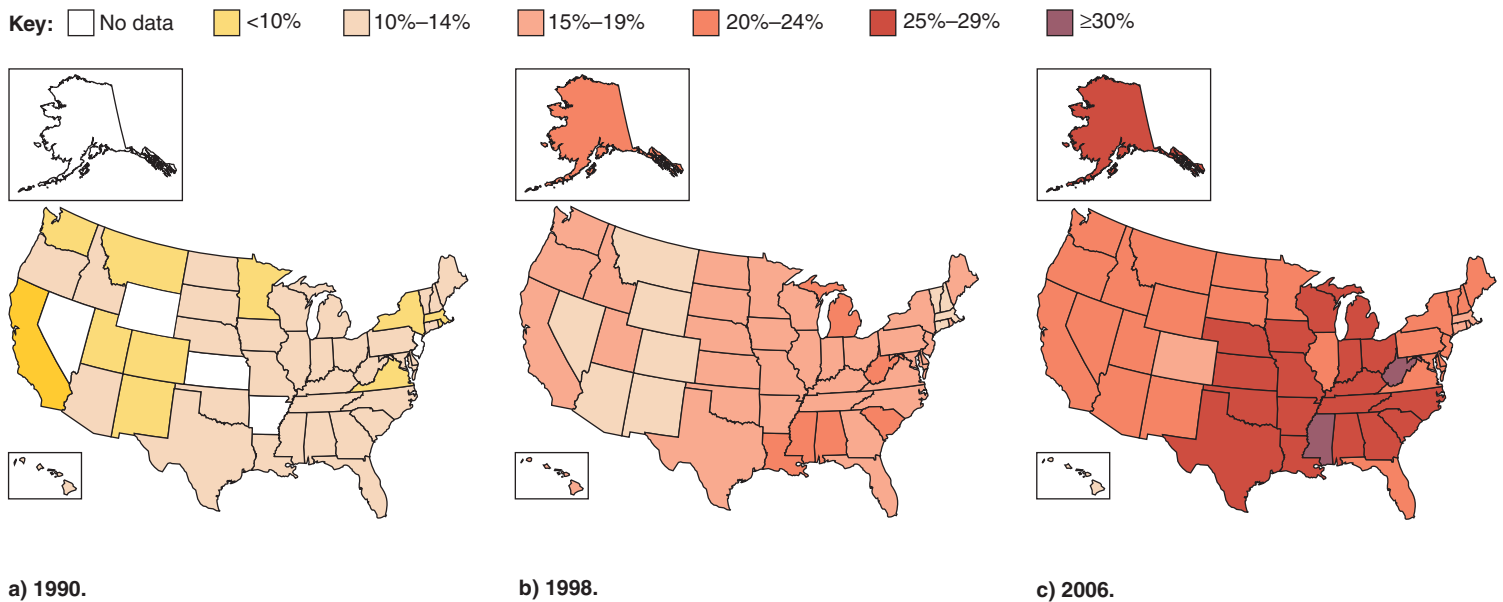 Key: No data <10% 10%–14% 15%–19% 20%–24% 25%–29% ≥30%
a) 1990.
b) 1998.
c) 2006.